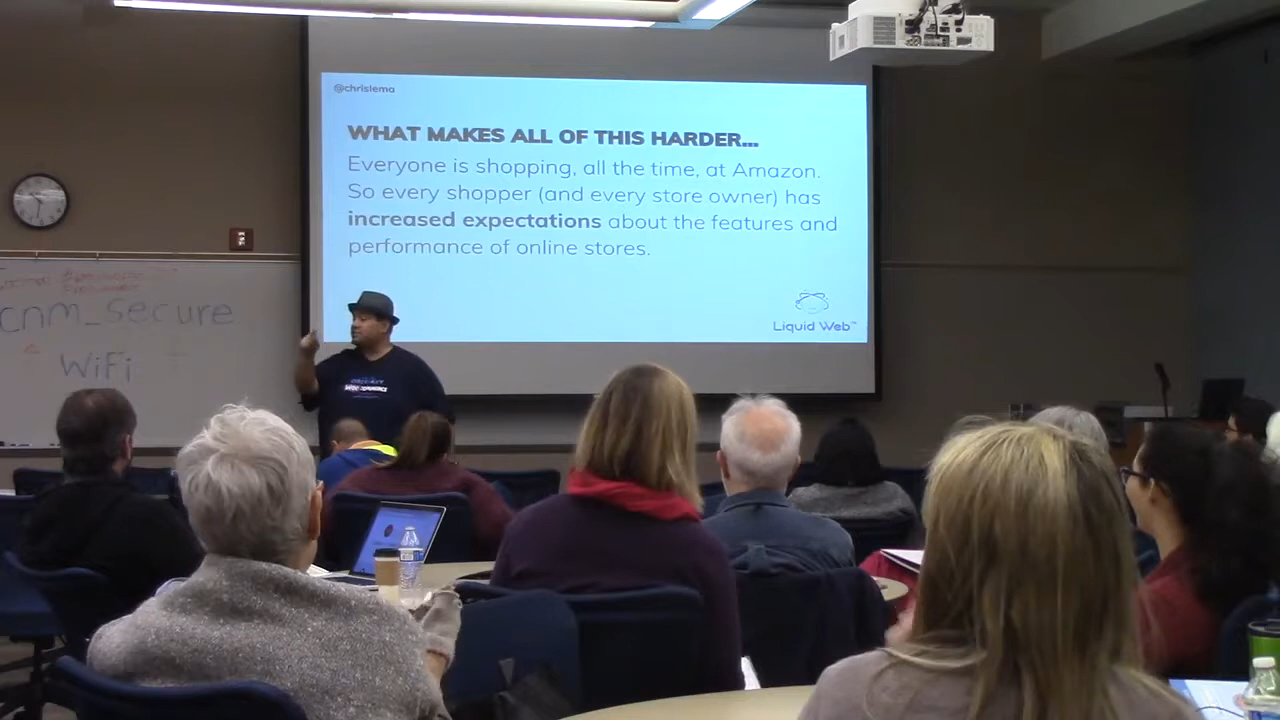 @chrislema
WHAT MAKES ALL OF THIS HARDER...
Everyone is shopping, all the time, at Amazon.
So every shopper (and every store owner) has
increased expectations about the features and
performance of online stores.
Liquid Web™
cnm_secure
WiFi